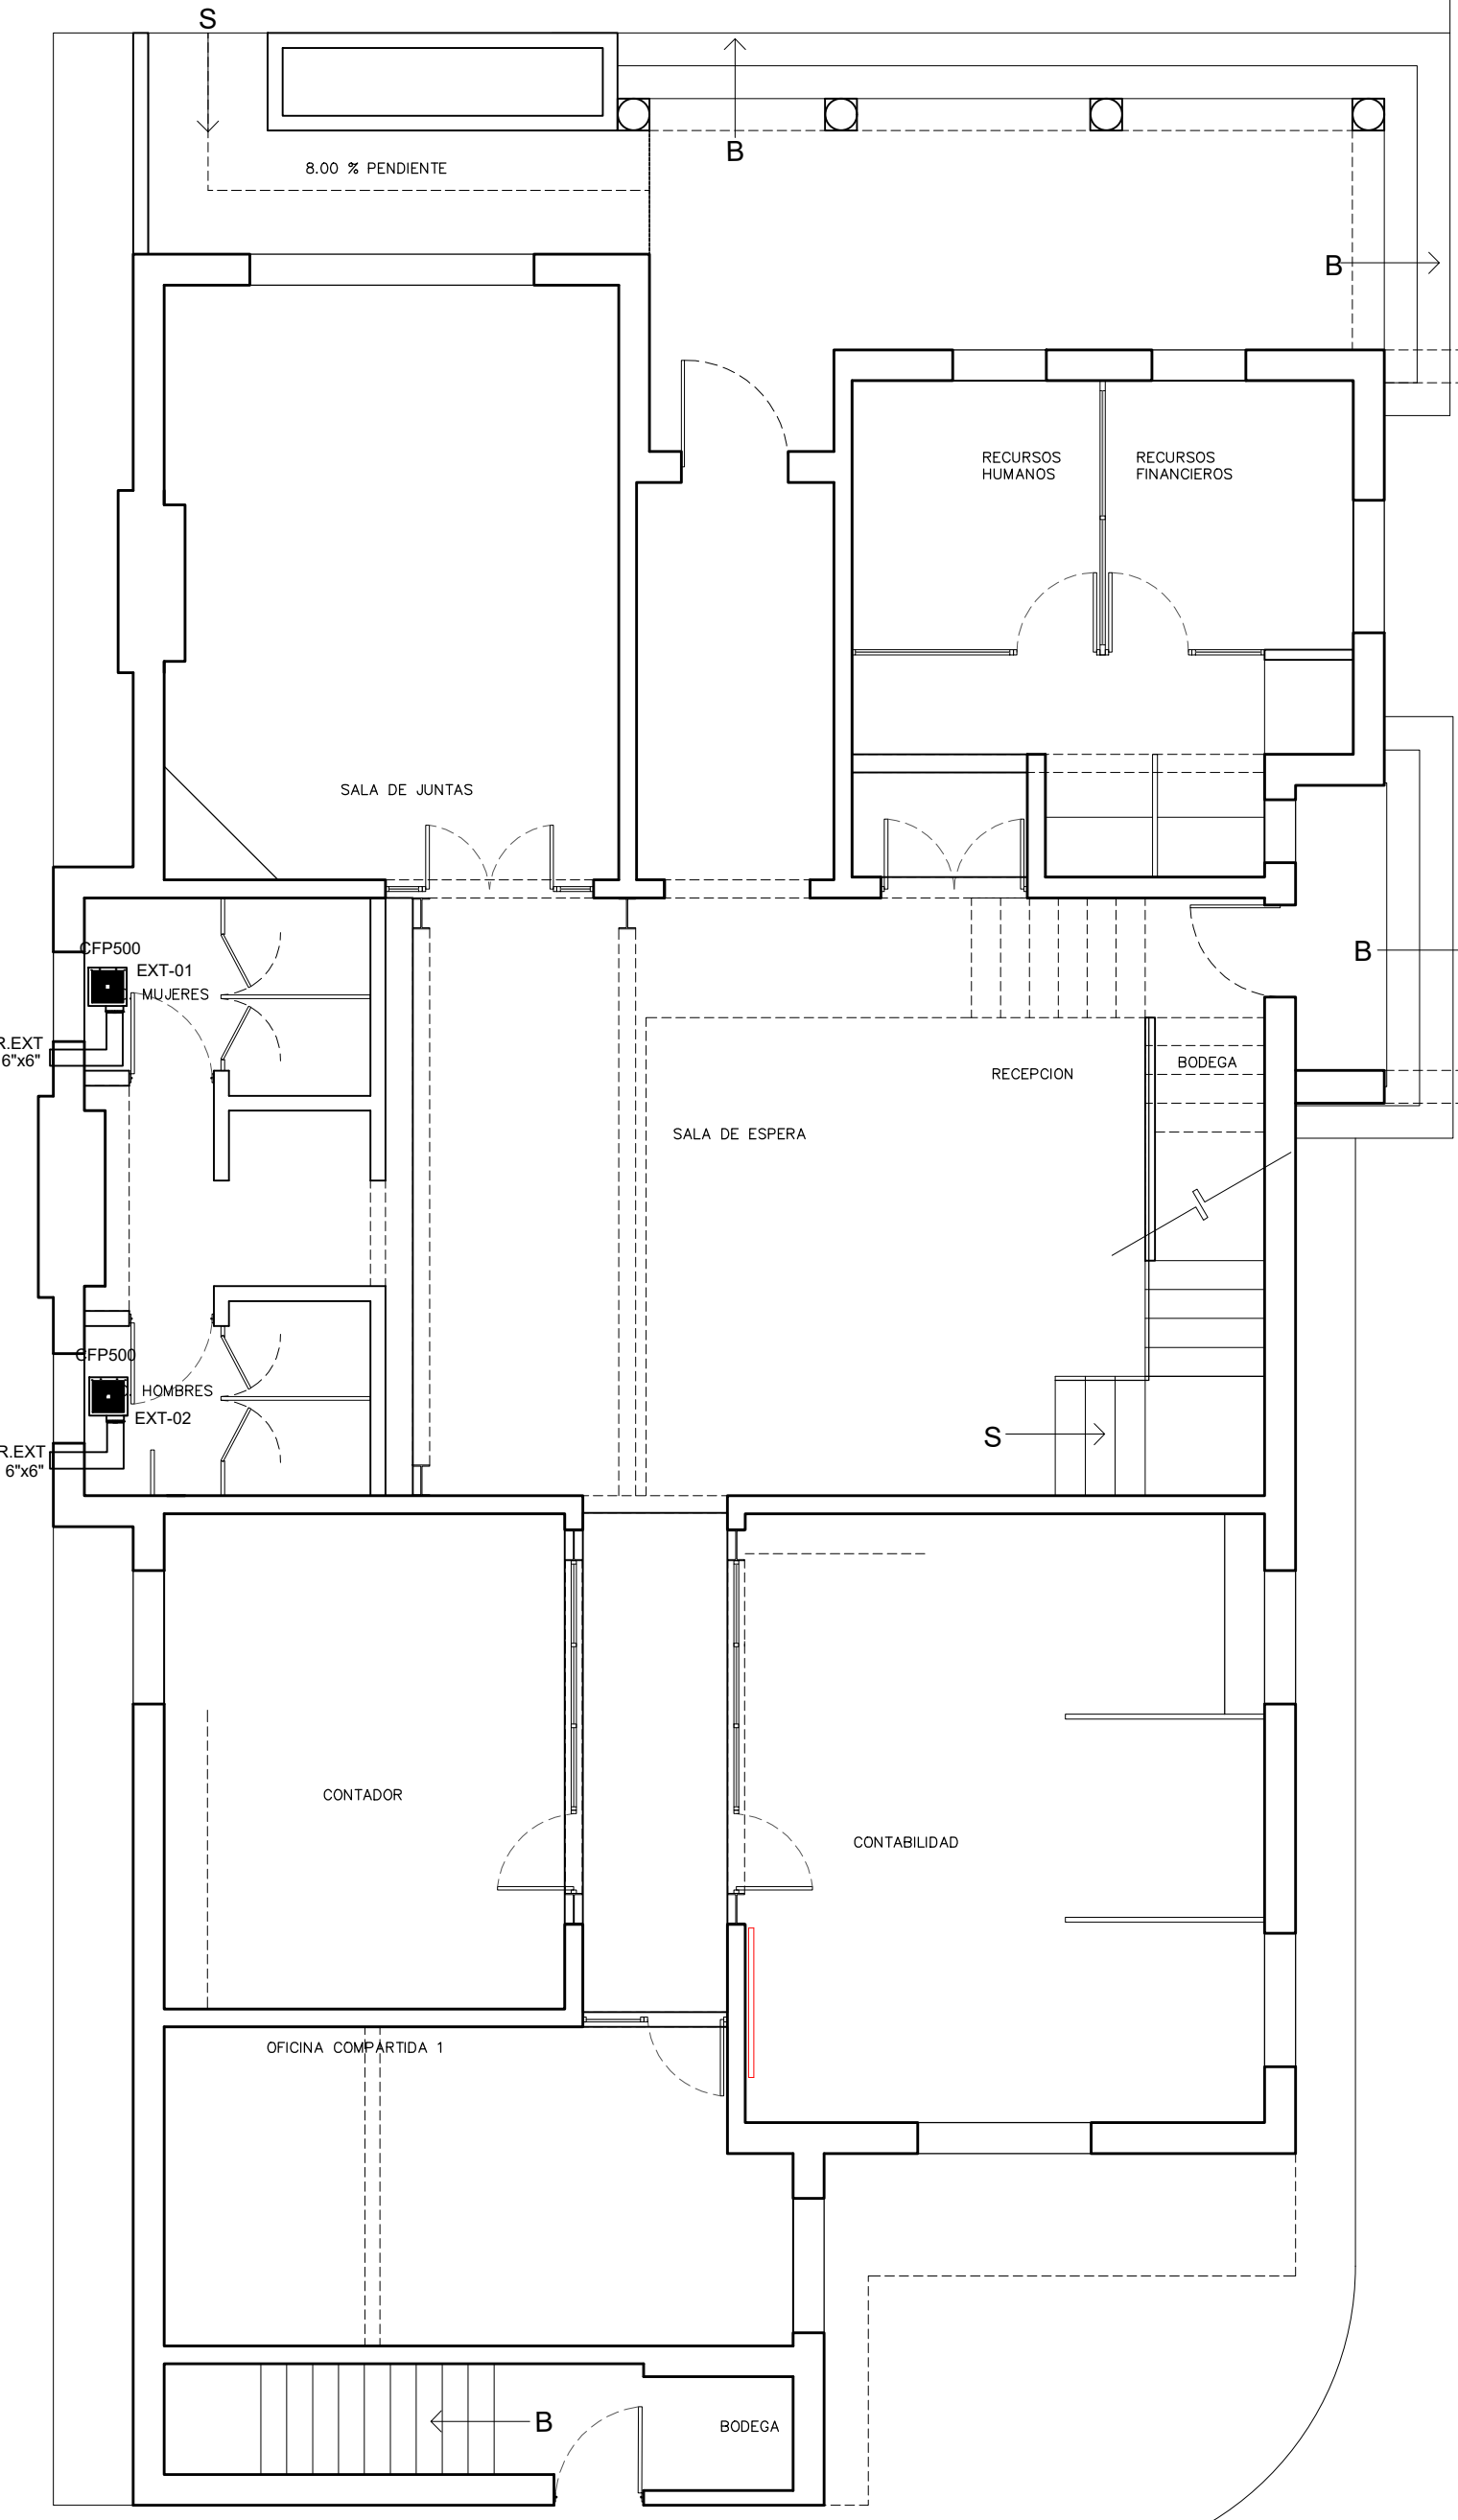 S
B
8.00 % PENDIENTE
B
RECURSOS
HUMANOS
RECURSOS
FINANCIEROS
SALA DE JUNTAS
CFP500
EXT-01
MUJERES
B
R.EXT
6"x6"
RECEPCION
BODEGA
SALA DE ESPERA
CFP500
HOMBRES
EXT-02
S
R.EXT
6"x6"
CONTADOR
CONTABILIDAD
OFICINA COMPARTIDA 1
B
BODEGA